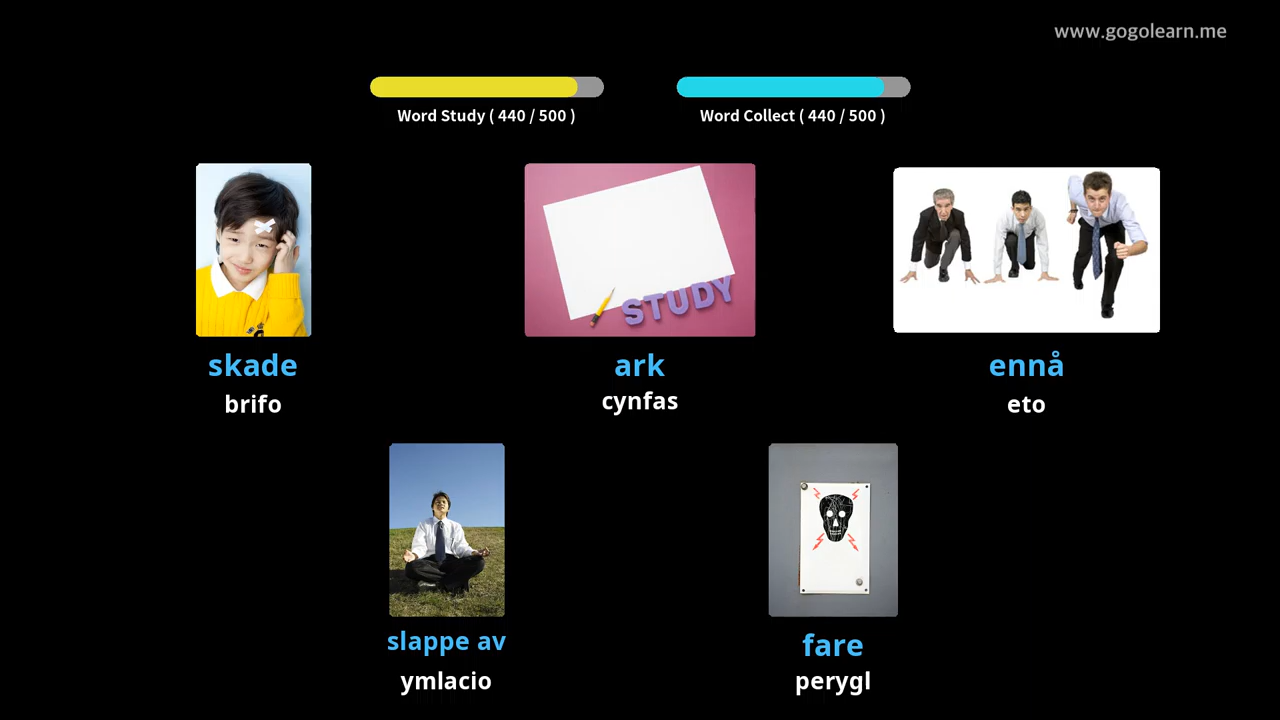 www.gogolearn.me
Word Study ( 440 / 500 )
Word Collect ( 440 / 500 )
STUDY
skade
brifo
ark
cynfas
ennå
eto
slappe av
ymlacio
fare
perygl